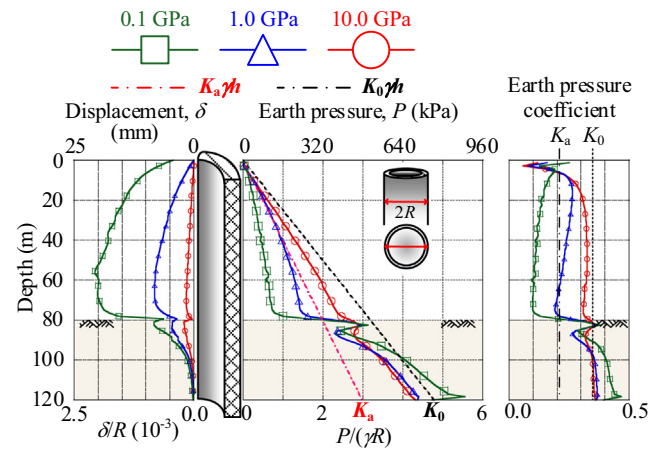 0.1 GPa 1.0 GPa 10.0 GPa
Kₐγh K₀γh
Displacement, δ (mm)
Earth pressure, P (kPa)
Earth pressure coefficient
Kₐ K₀
25 0 0 320 640 960
0
20
40
60
80
100
120
Depth (m)
2R
Kₐ K₀
2.5 0.0 0 2 4 6 0.0 0.5
δ/R (10⁻³) P/(γR)